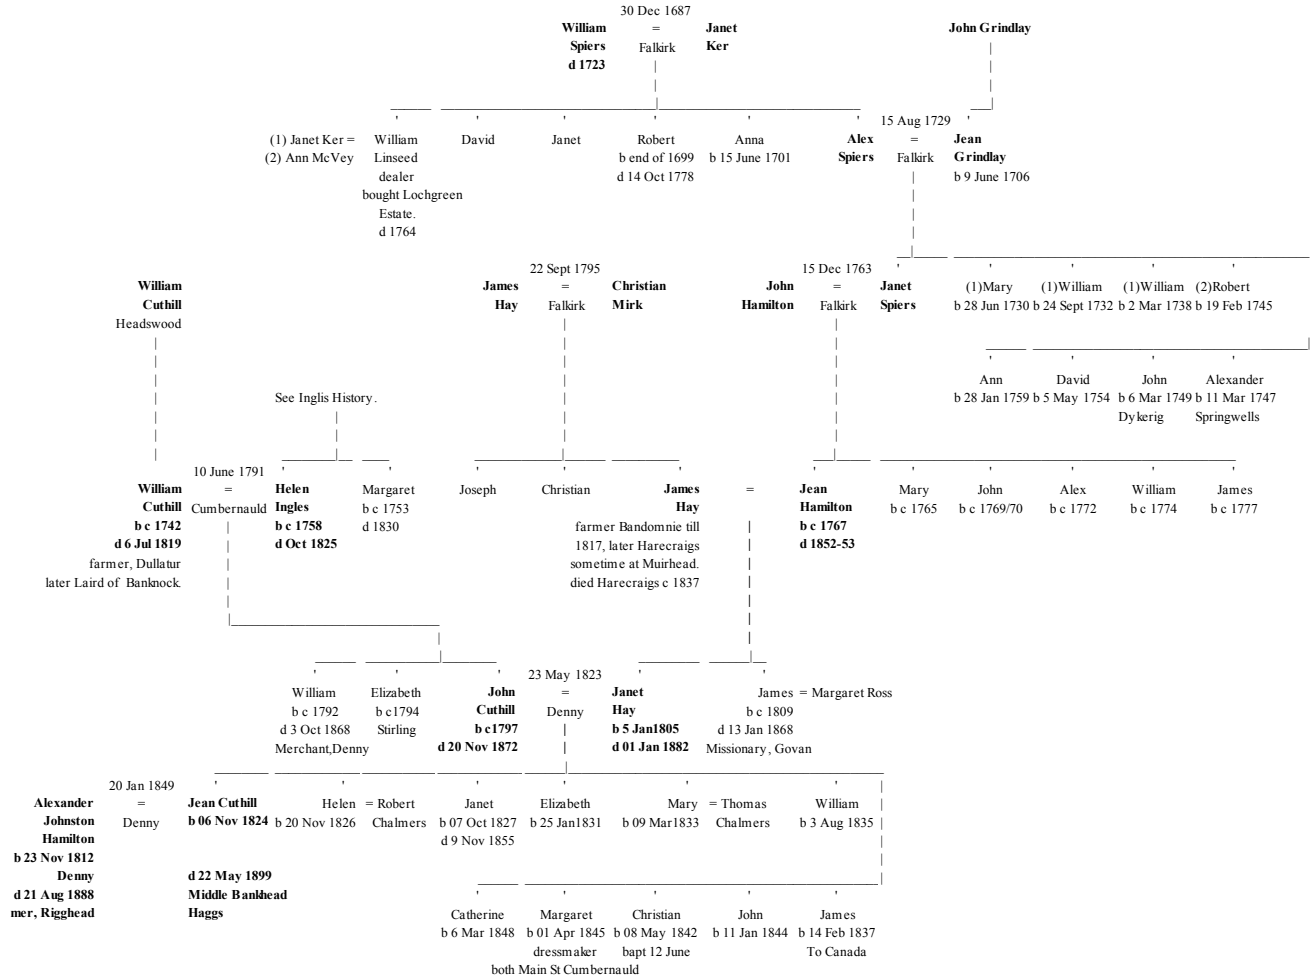 30 Dec 1687
William = Janet John Grindlay
Spiers Falkirk Ker
d 1723
15 Aug 1729
(1) Janet Ker = William David Janet Robert Anna Alex = Jean
(2) Ann McVey Linseed b end of 1699 b 15 June 1701 Spiers Falkirk Grindlay
dealer d 14 Oct 1778 b 9 June 1706
bought Lochgreen
Estate.
d 1764
22 Sept 1795 15 Dec 1763
William James = Christian John = Janet (1)Mary (1)William (1)William (2)Robert
Cuthill Hay Falkirk Mirk Hamilton Falkirk Spiers b 28 Jun 1730 b 24 Sept 1732 b 2 Mar 1738 b 19 Feb 1745
Headswood
Ann David John Alexander
See Inglis History. b 28 Jan 1759 b 5 May 1754 b 6 Mar 1749 b 11 Mar 1747
Dykerig Springwells
10 June 1791
William = Helen Margaret Joseph Christian James = Jean Mary John Alex William James
Cuthill Cumbernauld Ingles b c 1753 Hay Hamilton b c 1765 b c 1769/70 b c 1772 b c 1774 b c 1777
b c 1742 b c 1758 d 1830 farmer Bandomnie till b c 1767
d 6 Jul 1819 d Oct 1825 1817, later Harecraigs d 1852-53
farmer, Dullatur sometime at Muirhead.
later Laird of Banknock. died Harecraigs c 1837
23 May 1823
William Elizabeth John = Janet James = Margaret Ross
b c 1792 b c1794 Cuthill Denny Hay b c 1809
d 3 Oct 1868 Stirling b c1797 b 5 Jan1805 d 13 Jan 1868
Merchant,Denny d 20 Nov 1872 d 01 Jan 1882 Missionary, Govan
20 Jan 1849
Alexander = Jean Cuthill Helen = Robert Janet Elizabeth Mary = Thomas William
Johnston Denny b 06 Nov 1824 b 20 Nov 1826 Chalmers b 07 Oct 1827 b 25 Jan1831 b 09 Mar1833 Chalmers b 3 Aug 1835
Hamilton d 9 Nov 1855
b 23 Nov 1812
Denny d 22 May 1899
d 21 Aug 1888 Middle Bankhead
mer, Rigghead Haggs Catherine Margaret Christian John James
b 6 Mar 1848 b 01 Apr 1845 b 08 May 1842 b 11 Jan 1844 b 14 Feb 1837
dressmaker bapt 12 June To Canada
both Main St Cumbernauld